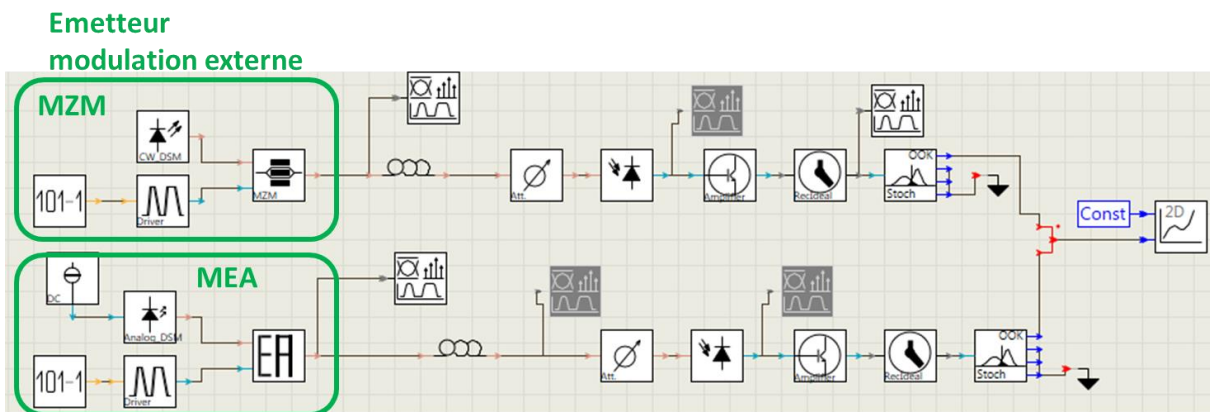 Emetteur
modulation externe
MZM
CW_DSM
MZM
101-1
Driver
Att.
Amplifier
RecIdeal
OOK
Stoch
Const
2D
MEA
DC
Analog_DSM
EA
101-1
Driver
Att.
Amplifier
RecIdeal
OOK
Stoch